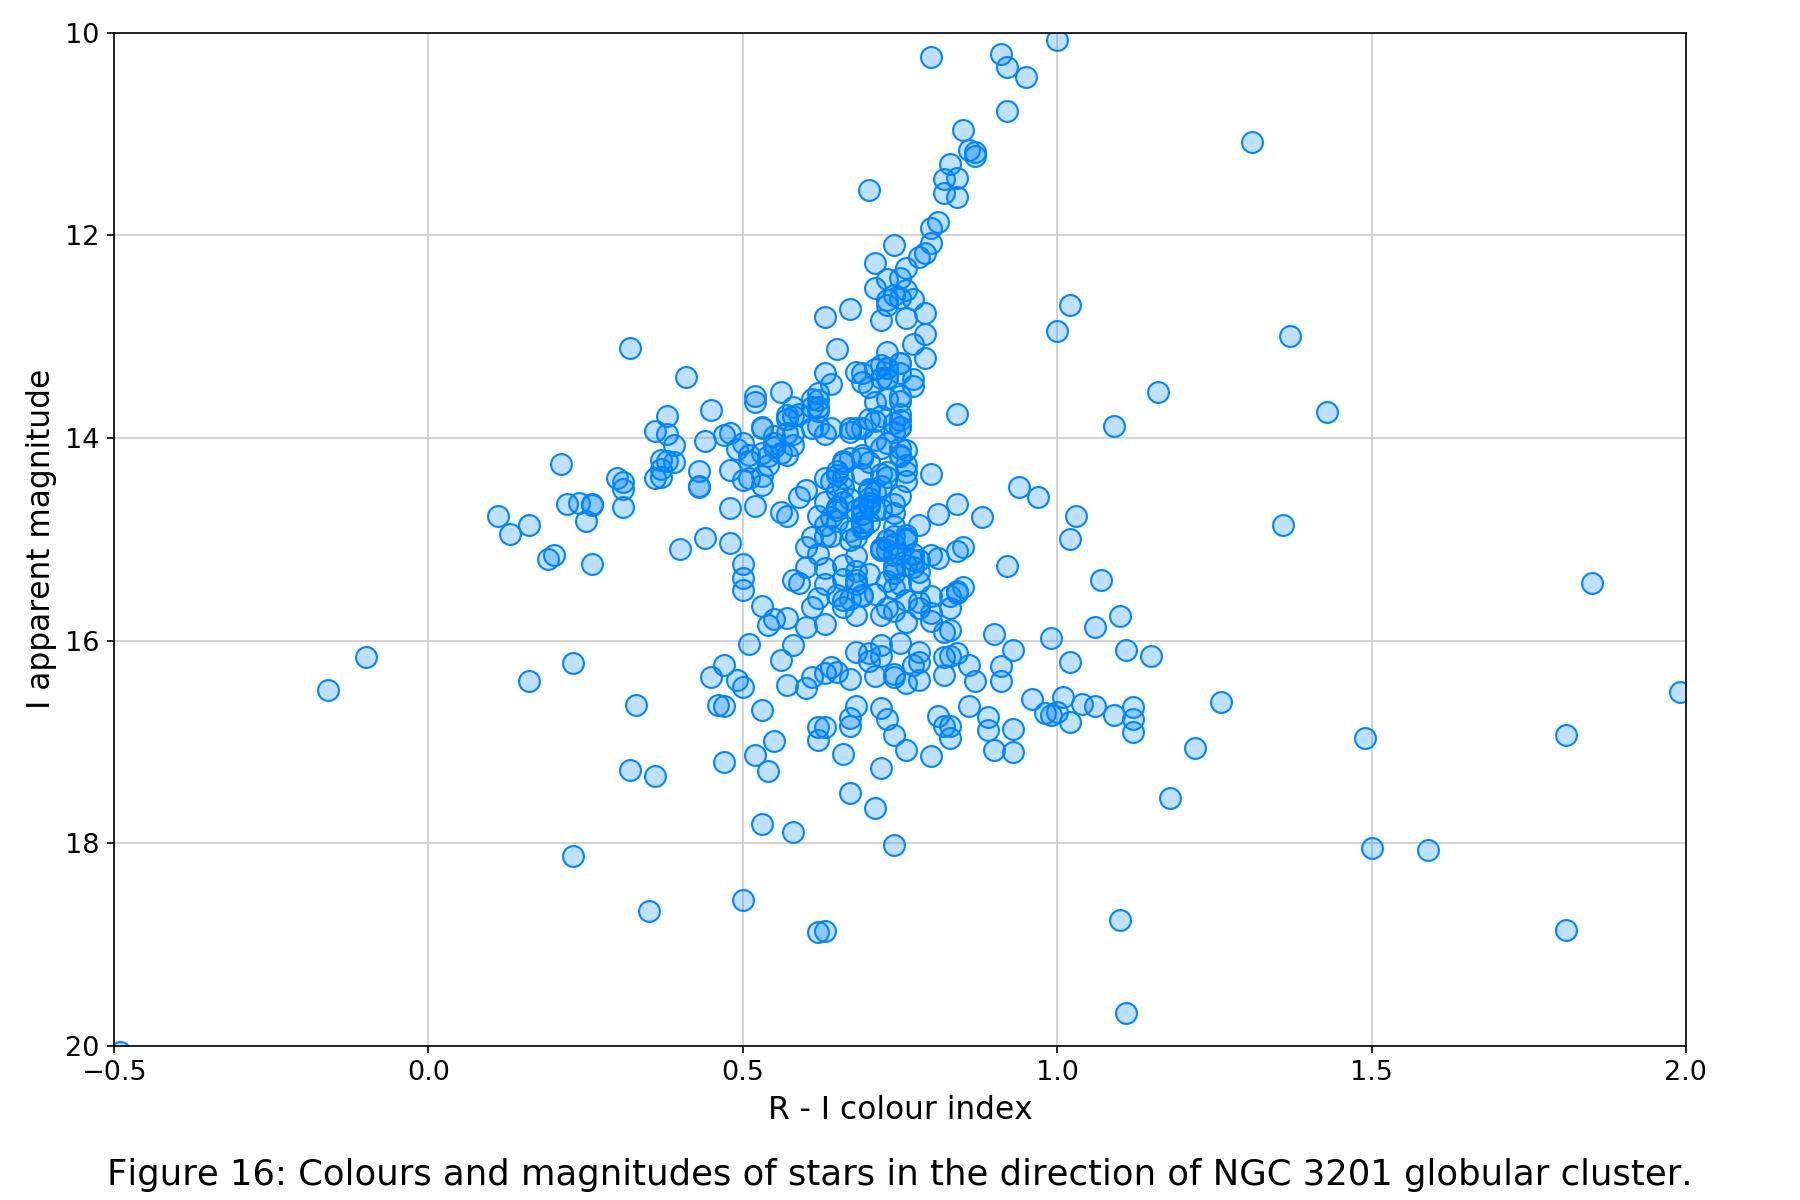 10
12
14
16
18
20
I apparent magnitude
−0.5 0.0 0.5 1.0 1.5 2.0
R - I colour index
Figure 16: Colours and magnitudes of stars in the direction of NGC 3201 globular cluster.